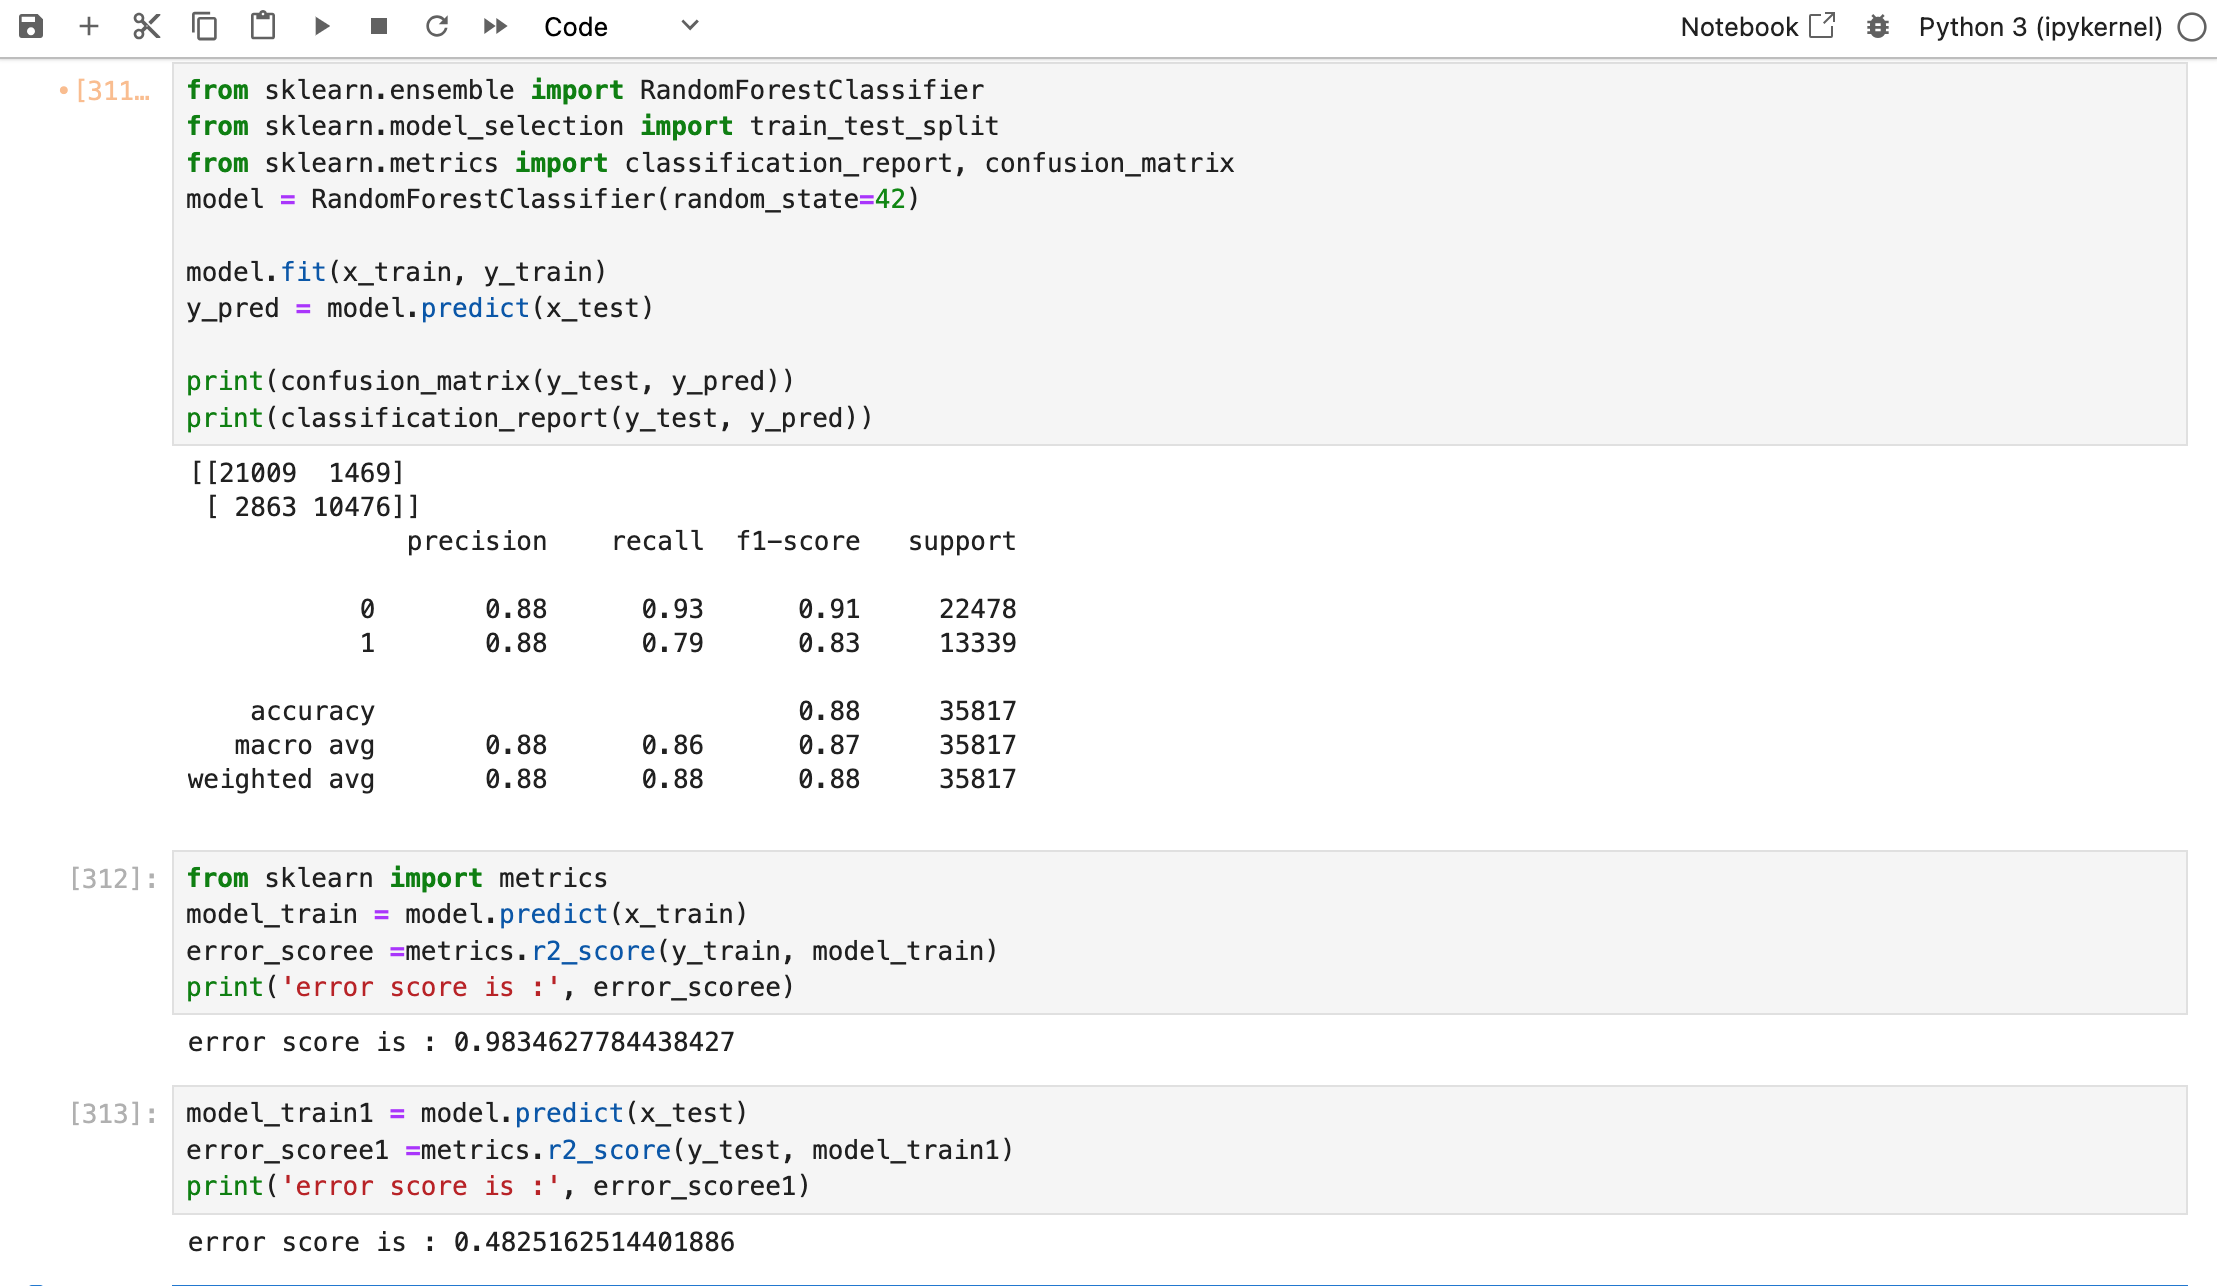 Code
Notebook
Python 3 (ipykernel)
[311…
from sklearn.ensemble import RandomForestClassifier
from sklearn.model_selection import train_test_split
from sklearn.metrics import classification_report, confusion_matrix
model = RandomForestClassifier(random_state=42)
model.fit(x_train, y_train)
y_pred = model.predict(x_test)
print(confusion_matrix(y_test, y_pred))
print(classification_report(y_test, y_pred))
[[21009  1469]
 [ 2863 10476]]
              precision    recall  f1-score   support
           0       0.88      0.93      0.91     22478
           1       0.88      0.79      0.83     13339
    accuracy                           0.88     35817
   macro avg       0.88      0.86      0.87     35817
weighted avg       0.88      0.88      0.88     35817
[312]:
from sklearn import metrics
model_train = model.predict(x_train)
error_scoree =metrics.r2_score(y_train, model_train)
print('error score is :', error_scoree)
error score is : 0.9834627784438427
[313]:
model_train1 = model.predict(x_test)
error_scoree1 =metrics.r2_score(y_test, model_train1)
print('error score is :', error_scoree1)
error score is : 0.4825162514401886